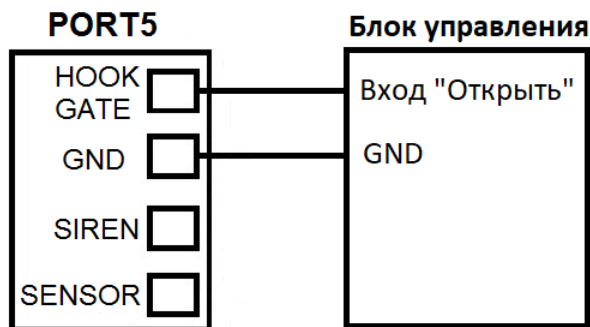 PORT5
Блок управления
HOOK
GATE
Вход "Открыть"
GND
GND
SIREN
SENSOR